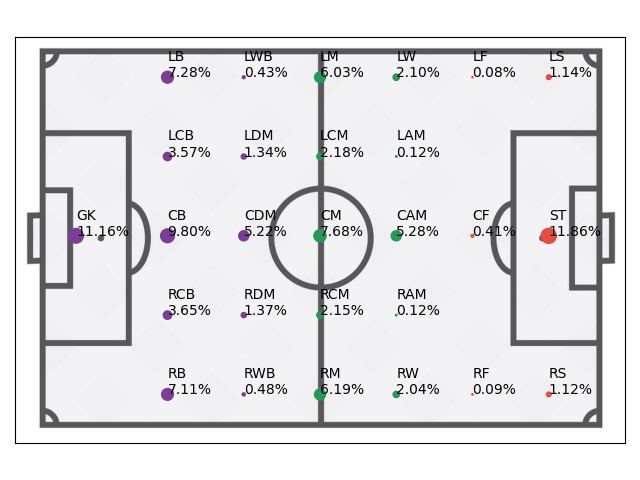 LB LWB LM LW LF LS
7.28% 0.43% 6.03% 2.10% 0.08% 1.14%
LCB LDM LCM LAM
3.57% 1.34% 2.18% 0.12%
GK CB CDM CM CAM CF ST
11.16% 9.80% 5.22% 7.68% 5.28% 0.41% 11.86%
RCB RDM RCM RAM
3.65% 1.37% 2.15% 0.12%
RB RWB RM RW RF RS
7.11% 0.48% 6.19% 2.04% 0.09% 1.12%